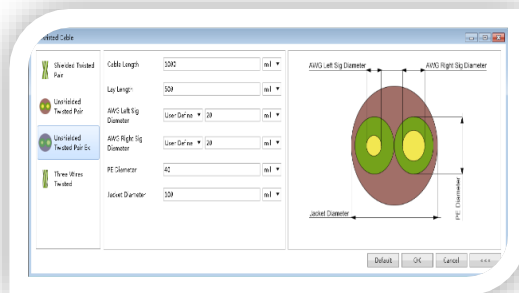 Twisted Cable
Shielded Twisted
Pair
Unshielded
Twisted Pair
Unshielded
Twisted Pair Ex
Three Wires
Twisted
Cable Length
1000
mil
Lay Length
500
mil
AWG Left Sig
Diameter
User Define
20
mil
AWG Right Sig
Diameter
User Define
20
mil
PE Diameter
40
mil
Jacket Diameter
100
mil
AWG Left Sig Diameter
AWG Right Sig Diameter
PE Diameter
Jacket Diameter
Default
OK
Cancel
<<<